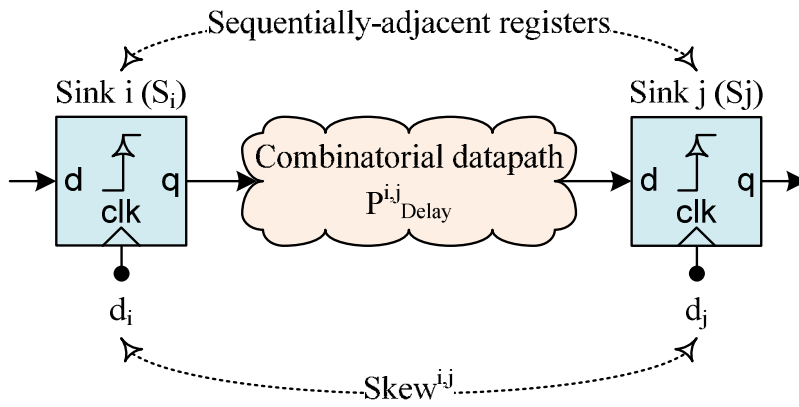 Sequentially-adjacent registers
Sink i (Sᵢ)
Sink j (Sj)
d
q
clk
Combinatorial datapath
Pⁱ,ʲDelay
d
q
clk
dᵢ
dⱼ
Skewⁱ,ʲ